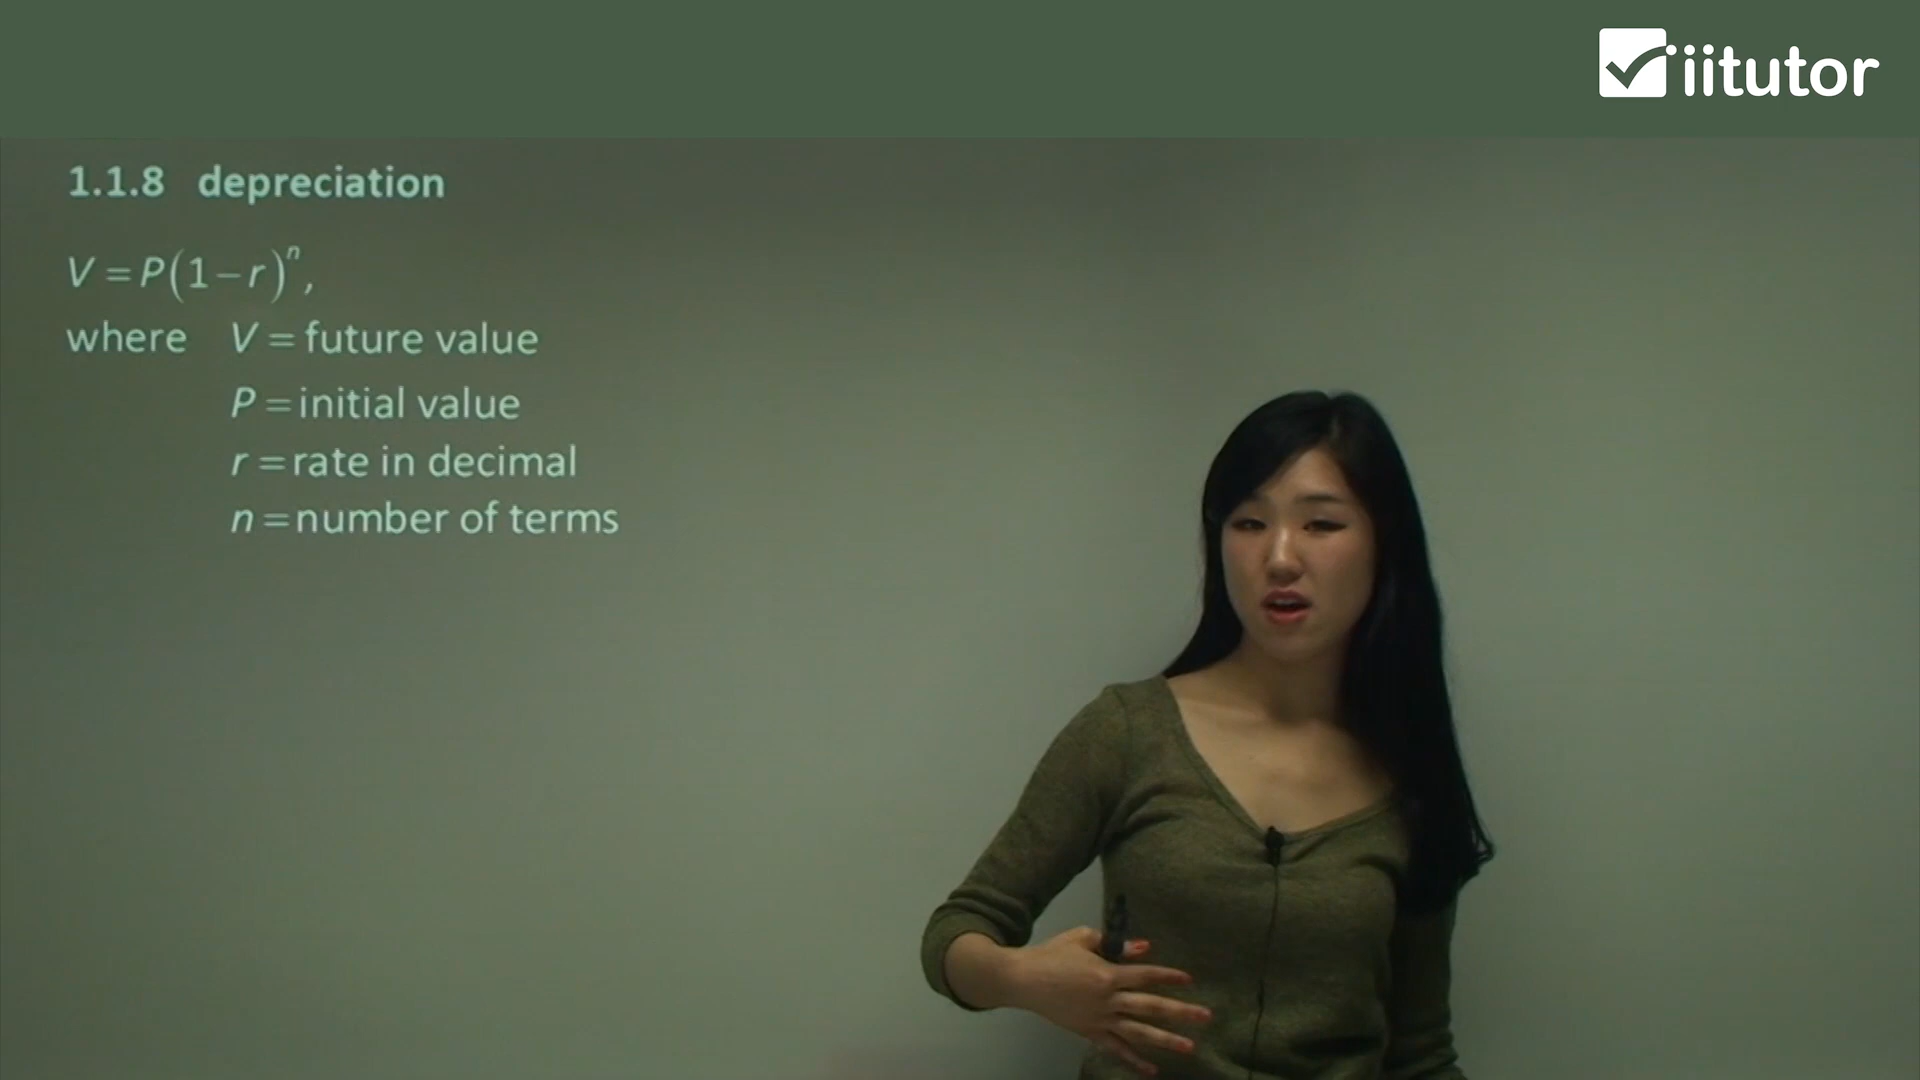 iitutor
1.1.8 depreciation
V = P(1−r)ⁿ,
where V = future value
P = initial value
r = rate in decimal
n = number of terms